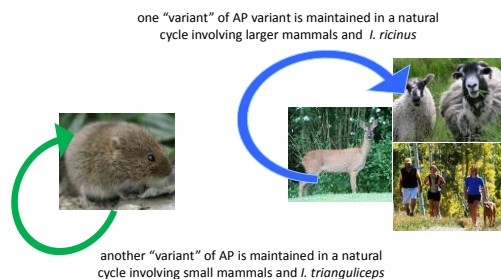 one “variant” of AP variant is maintained in a natural
cycle involving larger mammals and I. ricinus
another “variant” of AP is maintained in a natural
cycle involving small mammals and I. trianguliceps